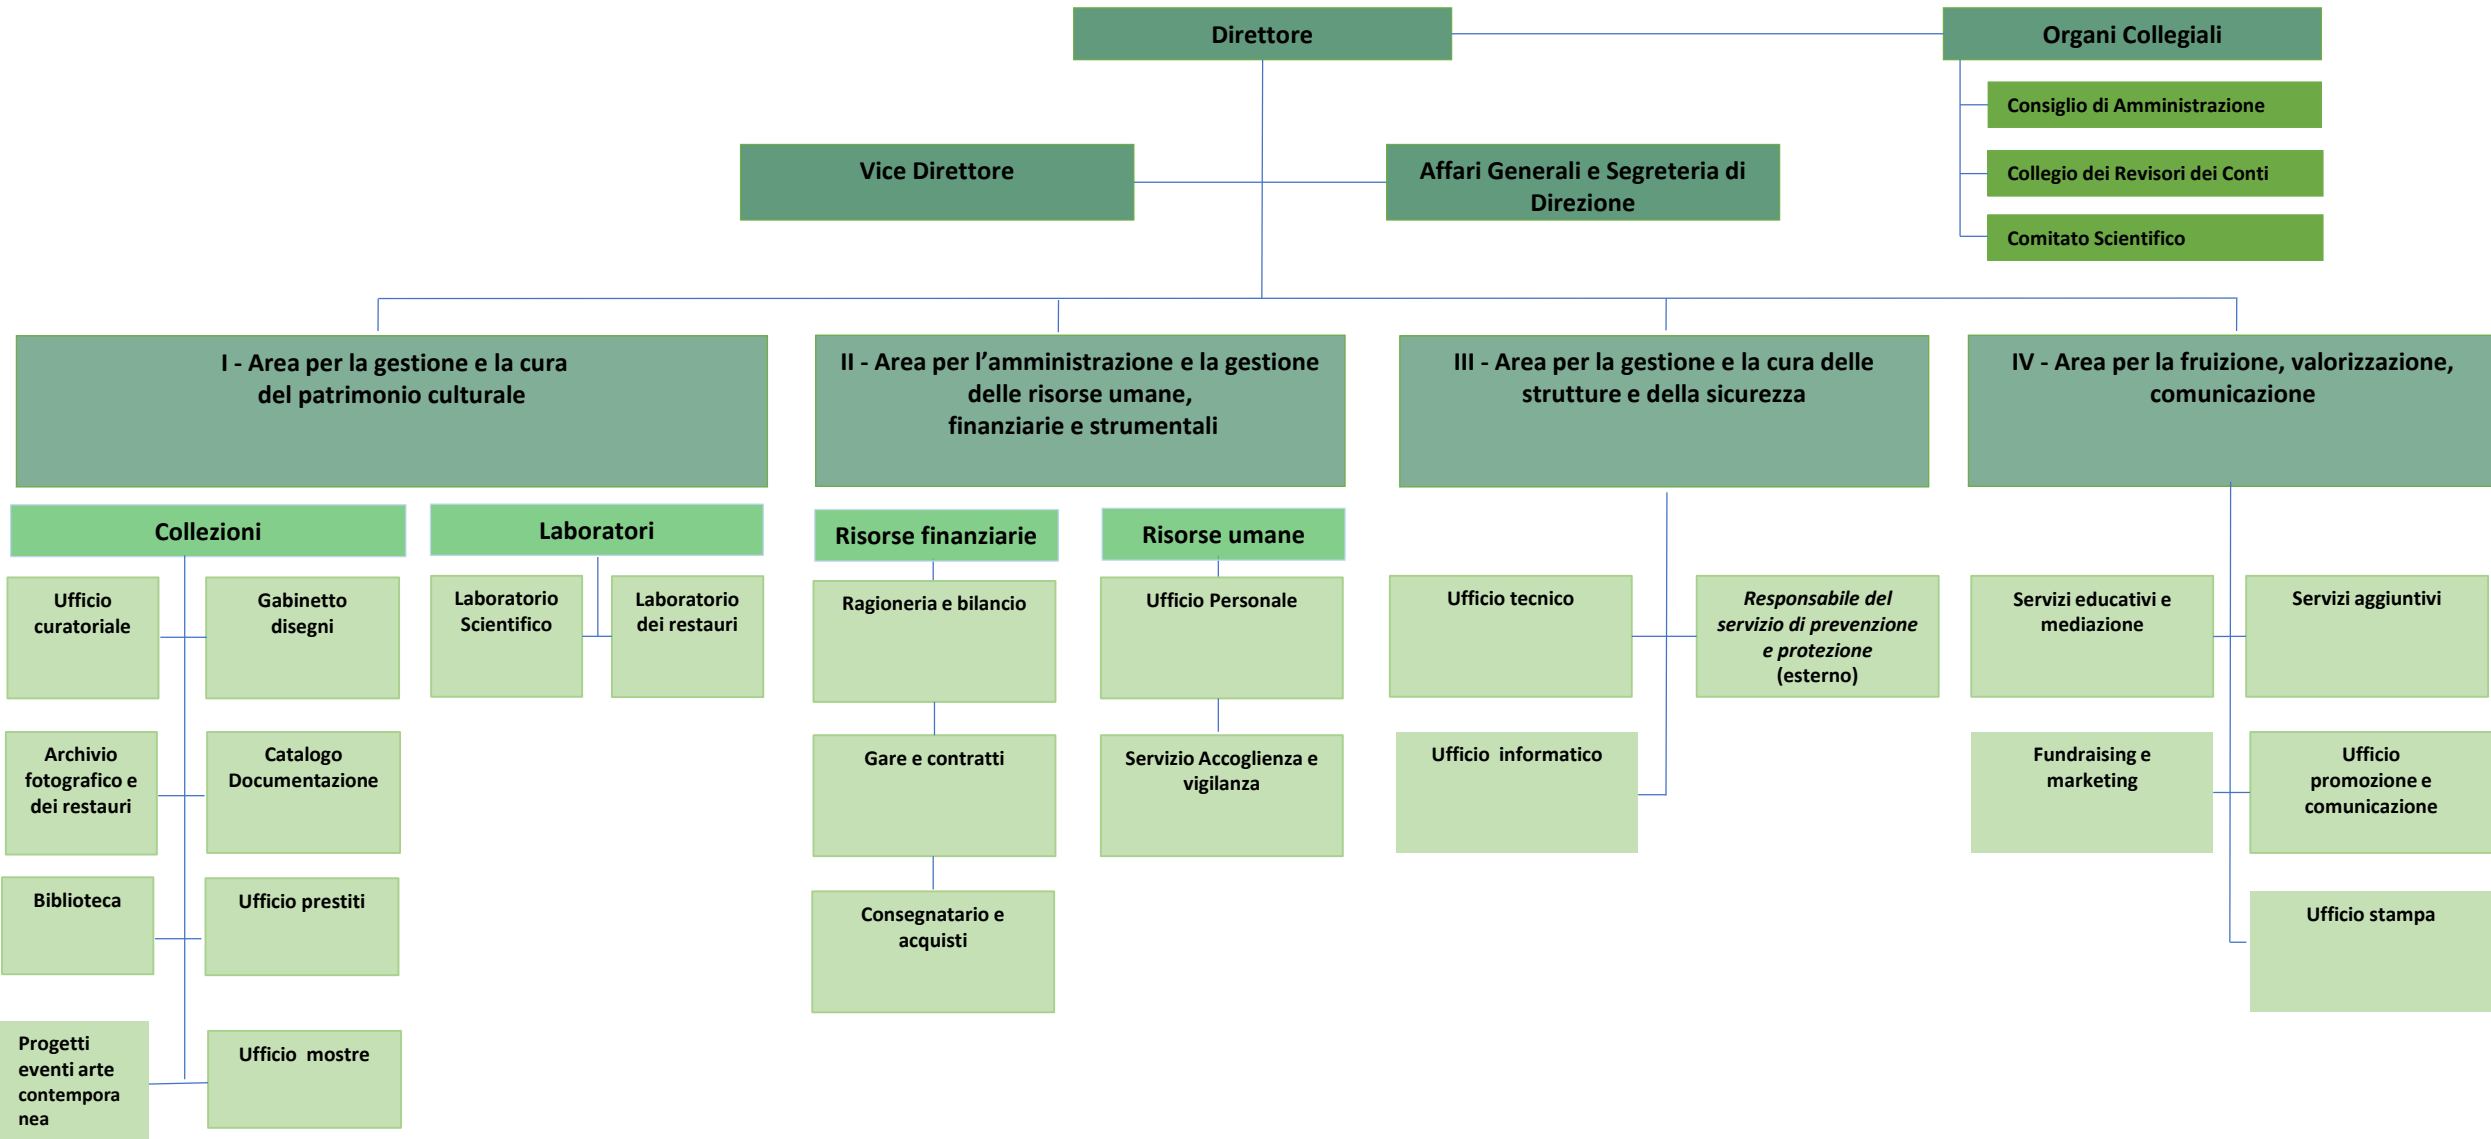 Direttore
Organi Collegiali
Consiglio di Amministrazione
Vice Direttore
Affari Generali e Segreteria di
Direzione
Collegio dei Revisori dei Conti
Comitato Scientifico
I - Area per la gestione e la cura
del patrimonio culturale
II - Area per l’amministrazione e la gestione
delle risorse umane,
finanziarie e strumentali
III - Area per la gestione e la cura delle
strutture e della sicurezza
IV - Area per la fruizione, valorizzazione,
comunicazione
Collezioni
Laboratori
Risorse finanziarie
Risorse umane
Ufficio
curatoriale
Gabinetto
disegni
Laboratorio
Scientifico
Laboratorio
dei restauri
Ragioneria e bilancio
Ufficio Personale
Ufficio tecnico
Responsabile del
servizio di prevenzione
e protezione
(esterno)
Servizi educativi e
mediazione
Servizi aggiuntivi
Archivio
fotografico e
dei restauri
Catalogo
Documentazione
Gare e contratti
Servizio Accoglienza e
vigilanza
Ufficio  informatico
Fundraising e
marketing
Ufficio
promozione e
comunicazione
Biblioteca
Ufficio prestiti
Consegnatario e
acquisti
Ufficio stampa
Progetti
eventi arte
contempora
nea
Ufficio  mostre